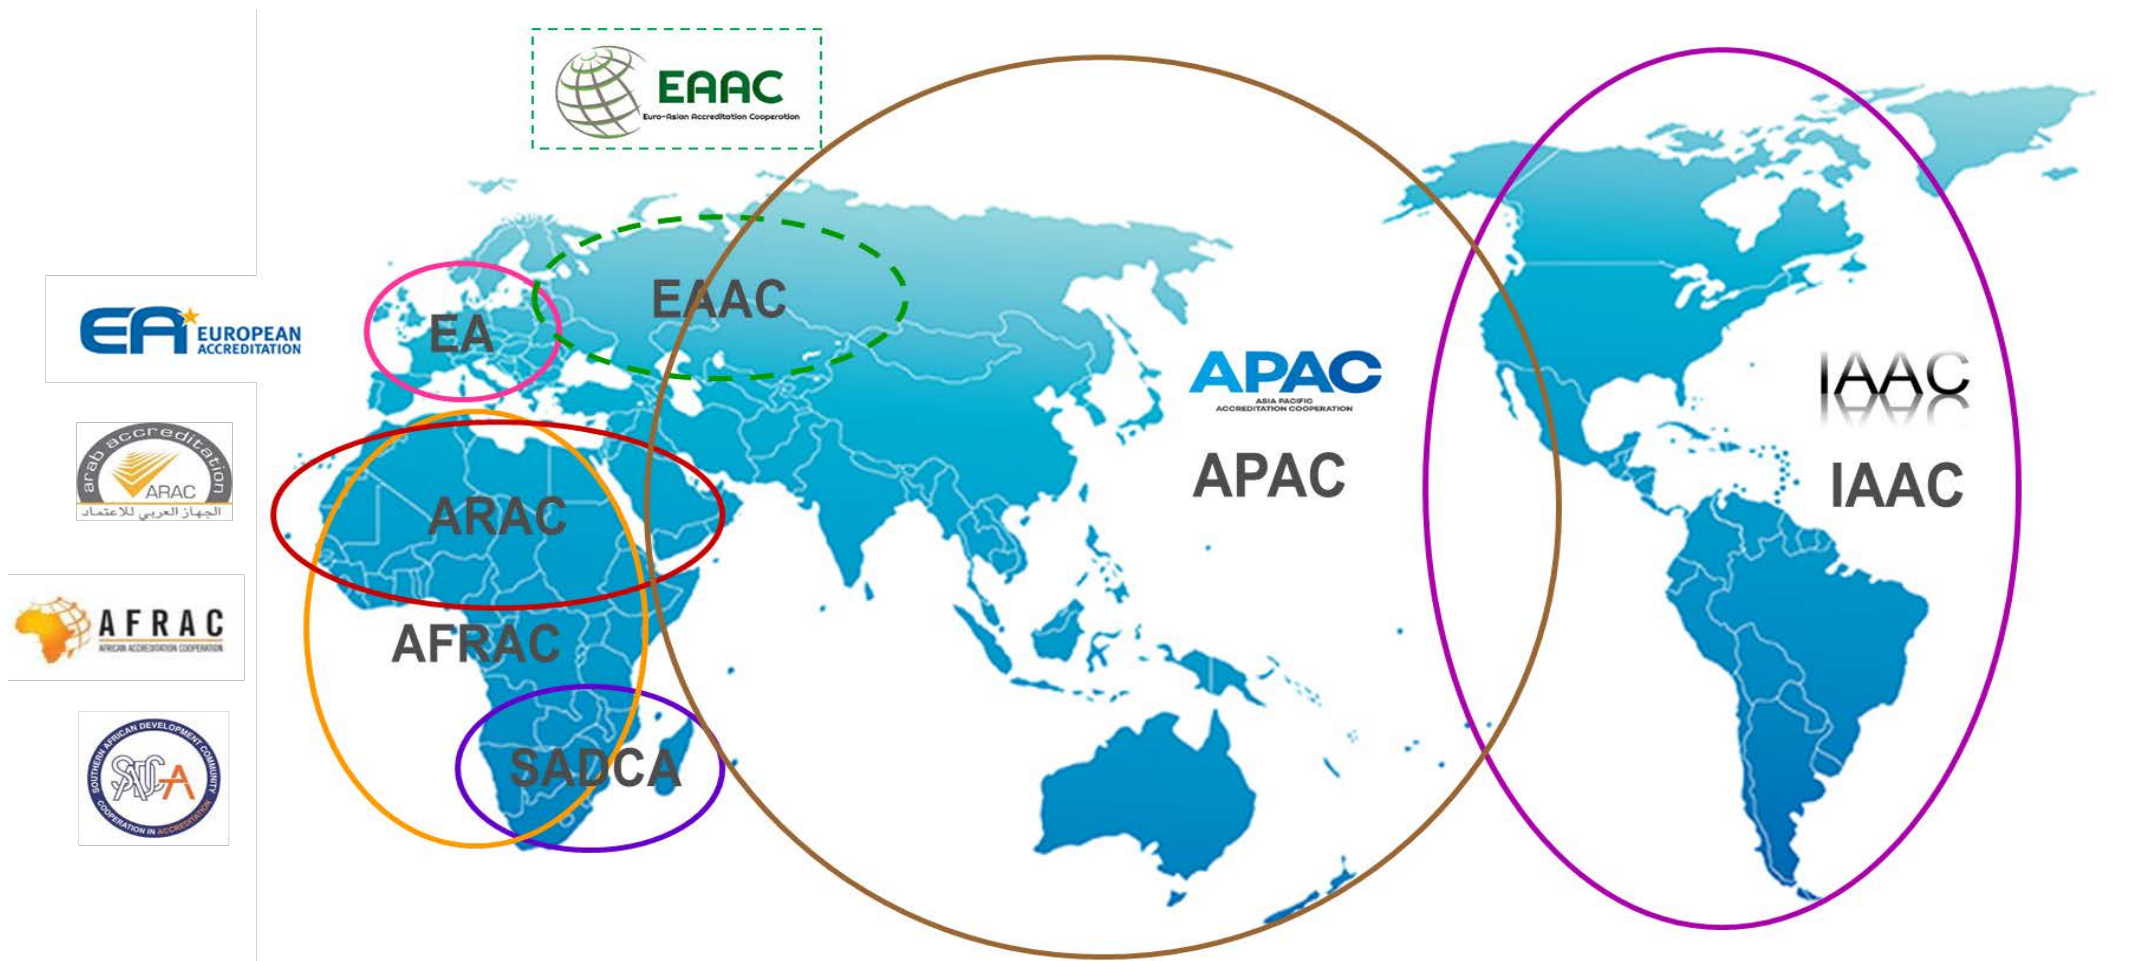 EAAC
Euro-Asian Accreditation Cooperation
EA
EUROPEAN
ACCREDITATION
arab accreditation
ARAC
الجهاز العربي للاعتماد
AFRAC
AFRICAN ACCREDITATION COOPERATION
SOUTHERN AFRICAN DEVELOPMENT COMMUNITY
SADCA
COOPERATION IN ACCREDITATION
EA
EAAC
ARAC
AFRAC
SADCA
APAC
ASIA PACIFIC
ACCREDITATION COOPERATION
APAC
IAAC
IAAC